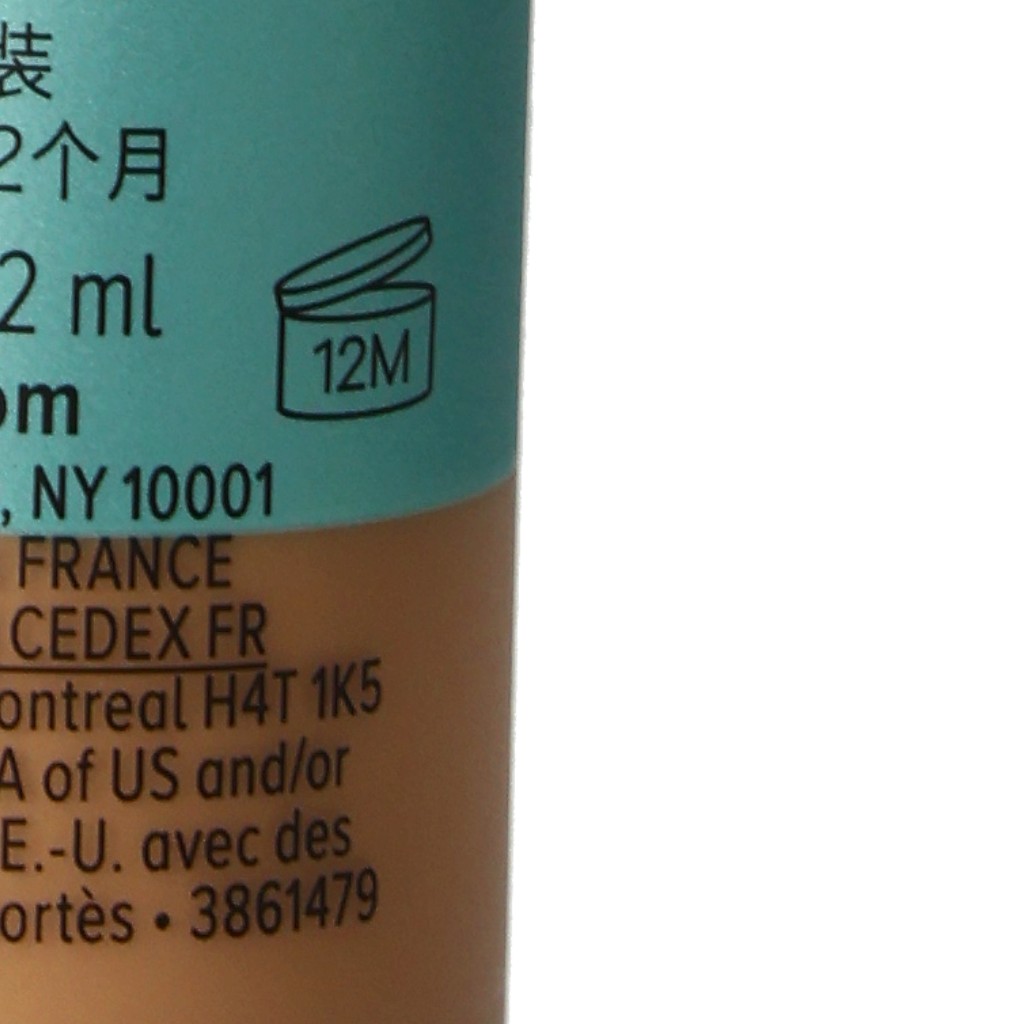 装
2个月
2 ml
12M
om
, NY 10001
FRANCE
CEDEX FR
ontreal H4T 1K5
A of US and/or
E.-U. avec des
ortès • 3861479